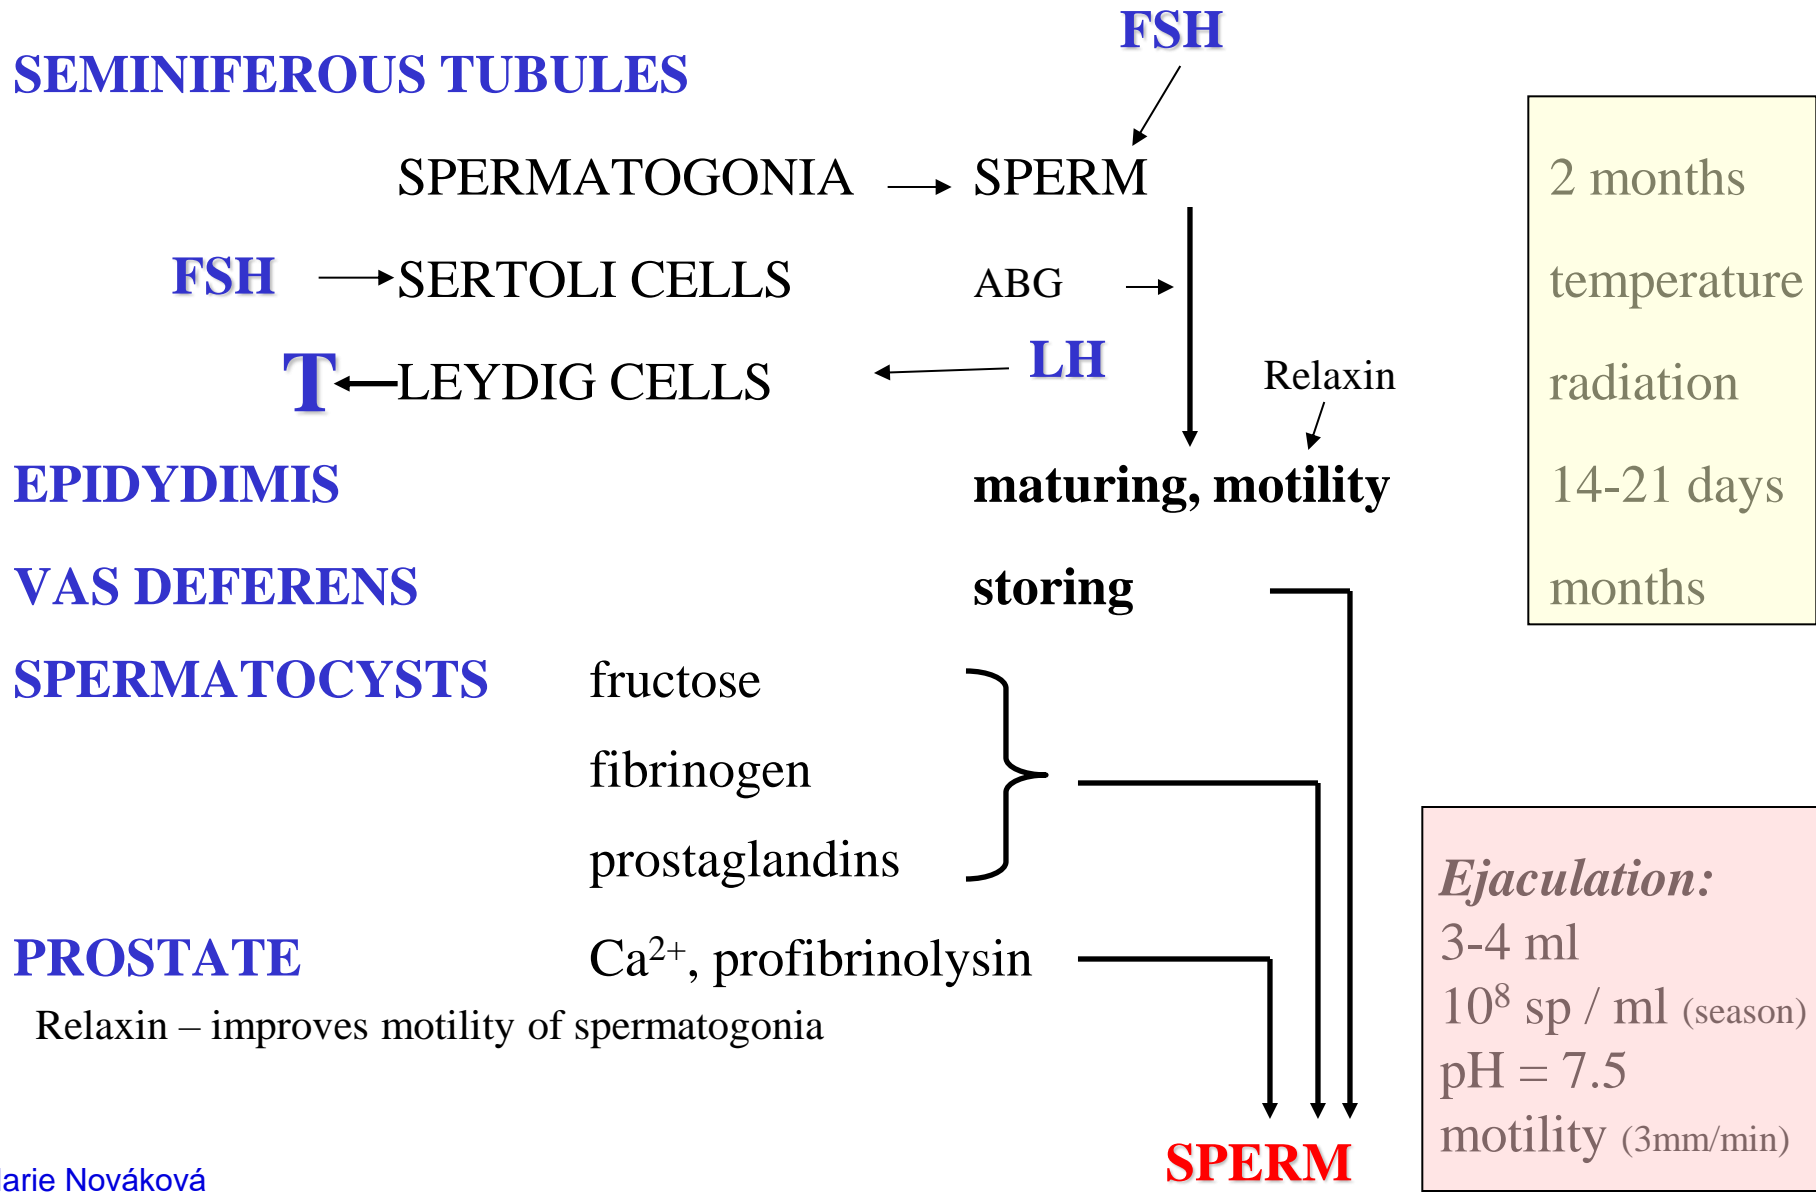 FSH
SEMINIFEROUS TUBULES
SPERMATOGONIA SPERM
FSH SERTOLI CELLS ABG
T LEYDIG CELLS LH Relaxin
EPIDYDIMIS maturing, motility
VAS DEFERENS storing
SPERMATOCYSTS fructose
fibrinogen
prostaglandins
PROSTATE Ca²⁺, profibrinolysin
Relaxin – improves motility of spermatogonia
SPERM
2 months
temperature
radiation
14-21 days
months
Ejaculation:
3-4 ml
10⁸ sp / ml (season)
pH = 7.5
motility (3mm/min)
arie Nováková